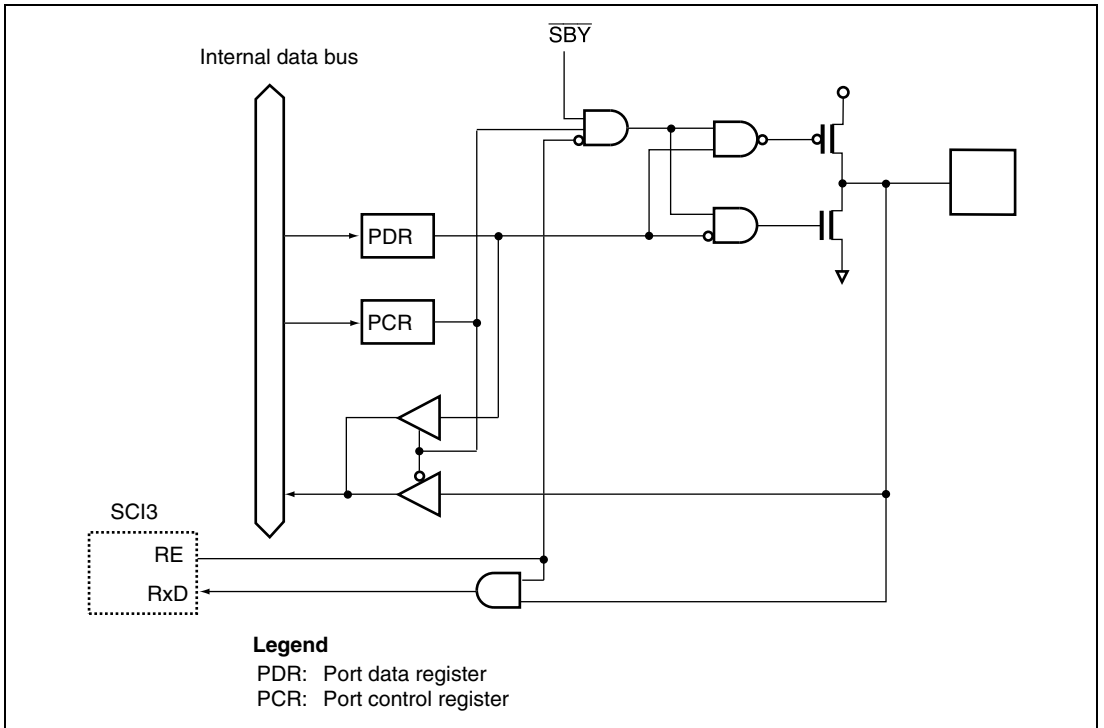 SBY
Internal data bus
PDR
PCR
SCI3
RE
RxD
Legend
PDR: Port data register
PCR: Port control register